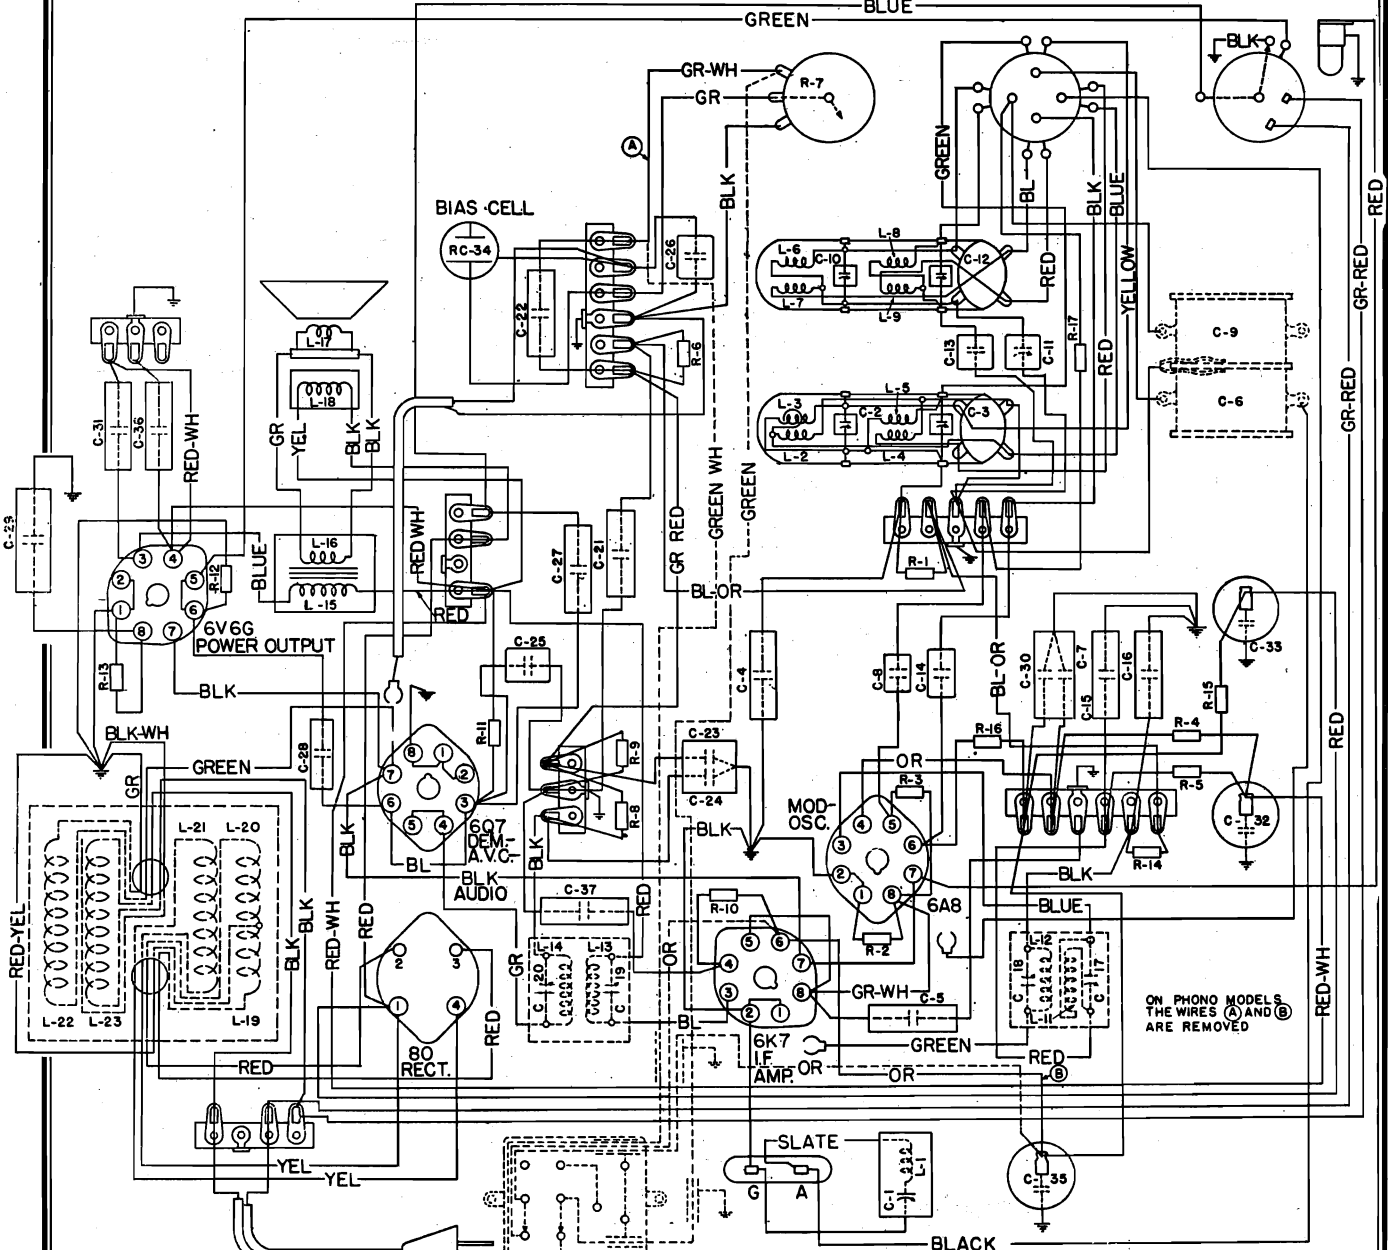 BLUE
GREEN
BLK
GR-WH
R-7
GR
A
BLK
GREEN
BL
BLK
BLUE
RED
BIAS CELL
RC-34
C-26
C-22
R-6
L-6
C-10
L-8
C-12
L-7
L-9
RED
YELLOW
GR-RED
C-13
C-11
R-17
RED
C-9
C-6
L-17
L-18
GR
YEL
BLK
BLK
C-31
C-36
RED-WH
L-3
C-2
L-5
C-3
L-2
L-4
GR-RED
C-29
GREEN WH
GREEN
3
4
2
5
1
6
8
7
R-12
BLUE
L-16
L-15
RED WH
C-27
C-21
GR RED
R-1
BL-OR
RED
6V6G
POWER OUTPUT
C-25
C-4
C-8
C-14
BL-OR
C-30
C-7
C-15
C-16
C-33
R-13
BLK
R-11
R-15
BLK-WH
C-28
C-23
C-24
R-16
R-4
R-5
RED
GREEN
GR
R-9
R-8
OR
R-3
MOD-
OSC.
8
1
7
2
6
3
5
4
6Q7
DEM.-
A.V.C-
AUDIO
BLK
BL
BLK
BLK
BLK
4
5
3
6
2
7
1
8
6A8
R-2
R-14
C-32
BLK
BLUE
L-21
L-20
L-22
L-23
L-19
RED-YEL
BLK
BLK
RED-WH
RED
2
3
1
4
80
RECT.
RED
C-37
RED
L-14
L-13
C 20
C 19
GR
OR
R-10
5
6
4
7
3
8
2
1
6K7
I.F.
AMP.
BL
GR-WH
C-5
GREEN
L-12
C 18
C 17
L-11
RED
ON PHONO MODELS
THE WIRES A AND B
ARE REMOVED
RED-WH
RED
OR
OR
B
YEL
YEL
SLATE
G
A
L-1
C-1
C-35
BLACK